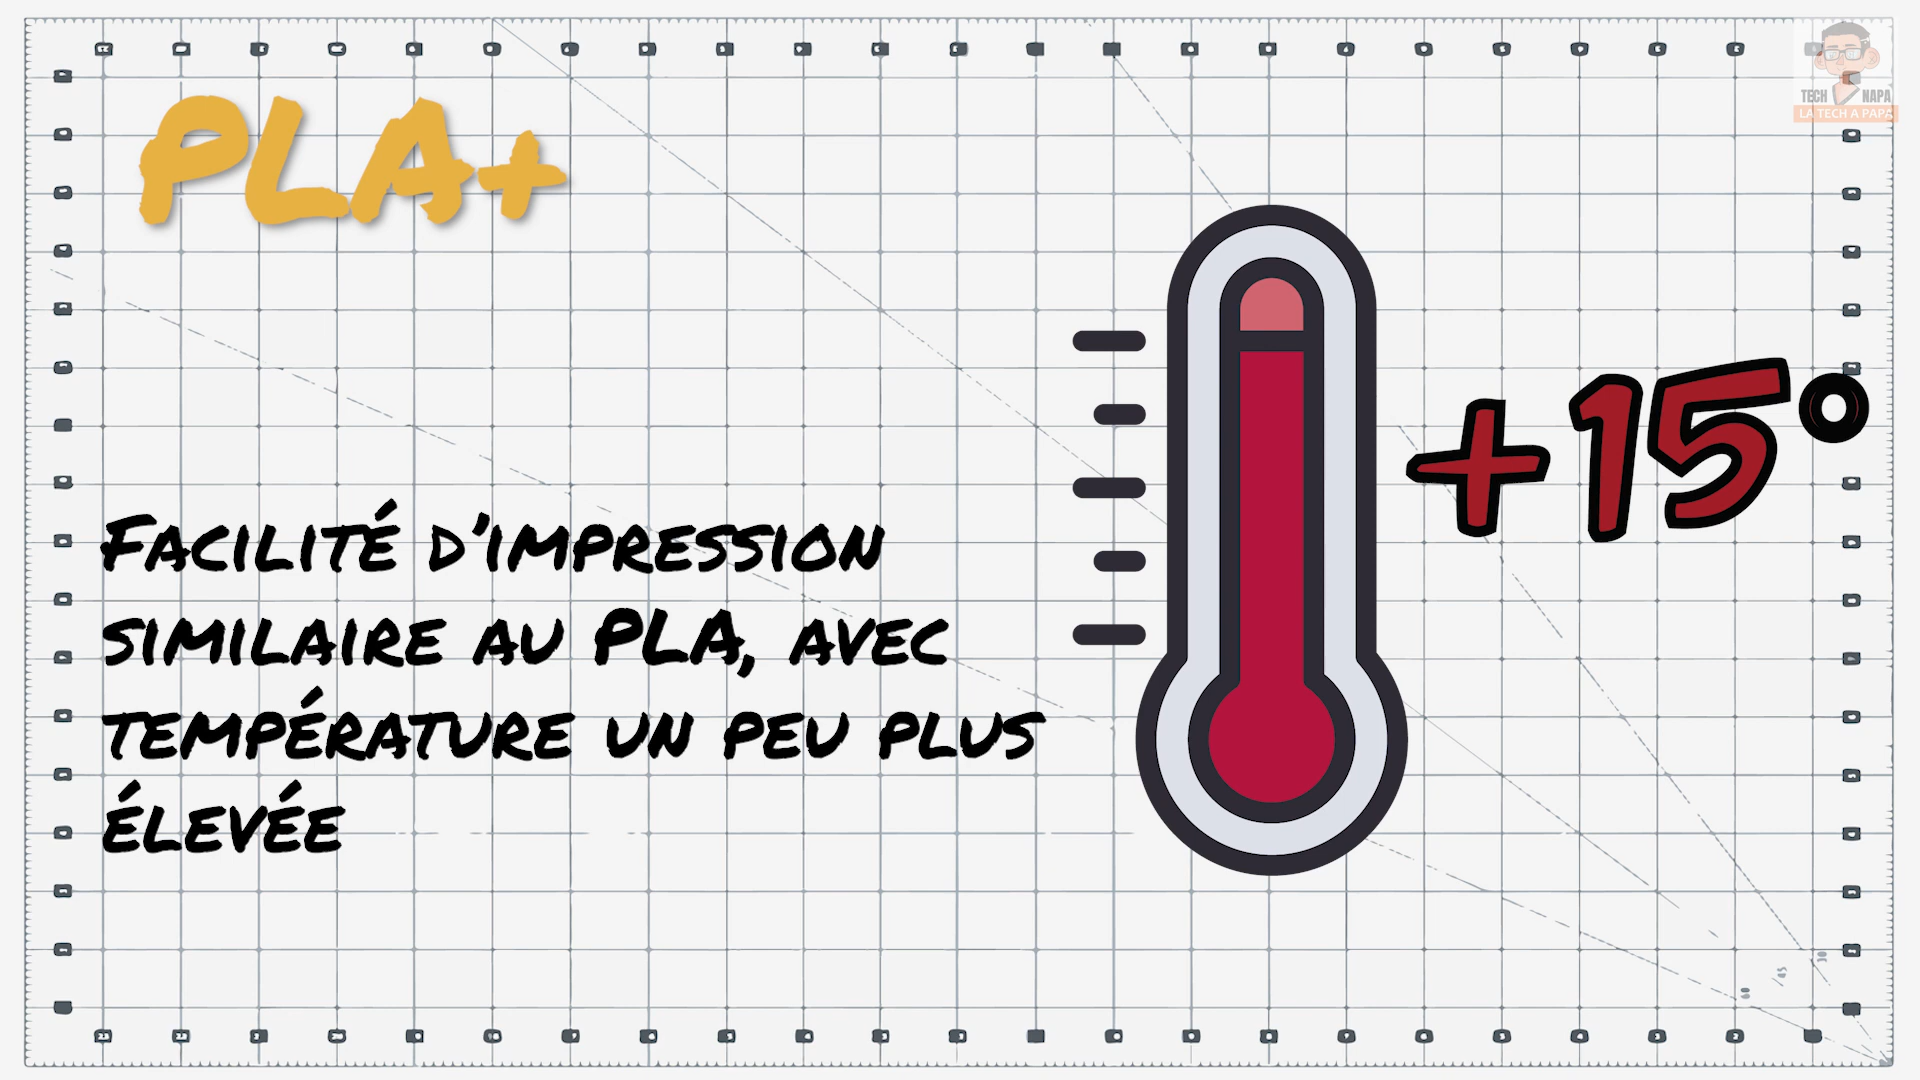 TECH NAPA
LA TECH A PAPA
PLA+
+15°
Facilité d'impression
similaire au PLA, avec
température un peu plus
élevée